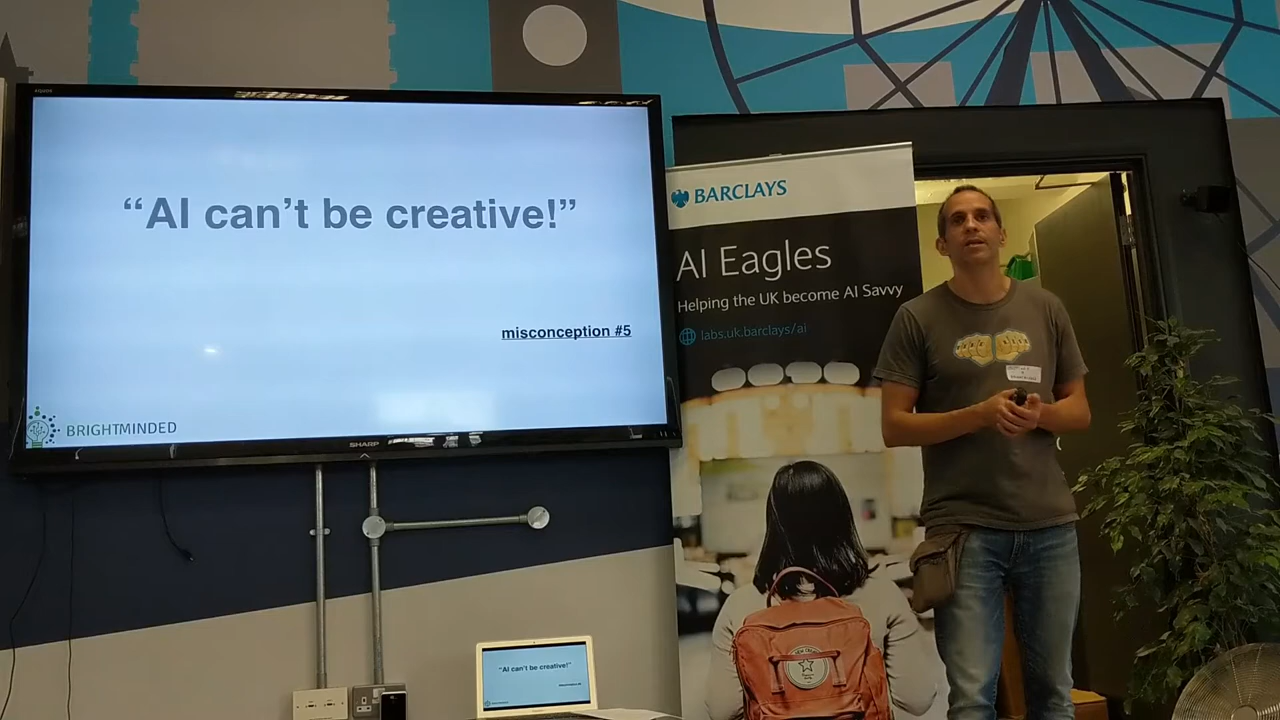 “AI can’t be creative!”
misconception #5
BRIGHTMINDED
SHARP
BARCLAYS
AI Eagles
Helping the UK become AI Savvy
labs.uk.barclays/ai
“AI can’t be creative!”